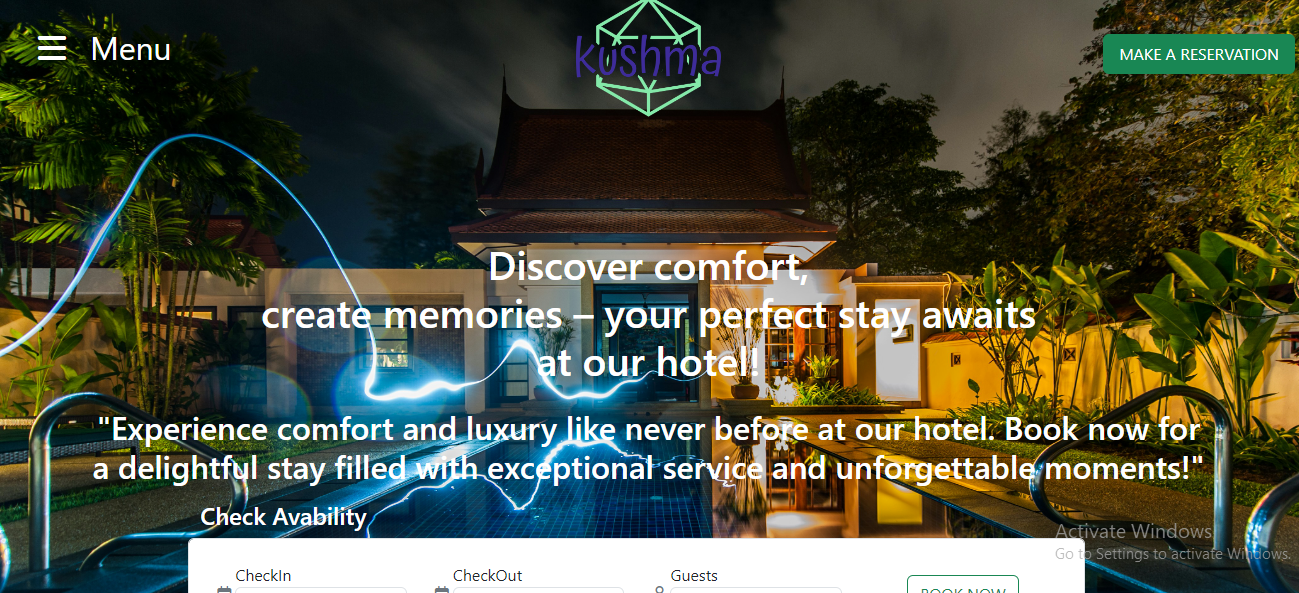 Menu
kushma
MAKE A RESERVATION
Discover comfort,
create memories – your perfect stay awaits
at our hotel!
"Experience comfort and luxury like never before at our hotel. Book now for
a delightful stay filled with exceptional service and unforgettable moments!"
Check Avability
Activate Windows
Go to Settings to activate Windows.
CheckIn
CheckOut
Guests
BOOK NOW